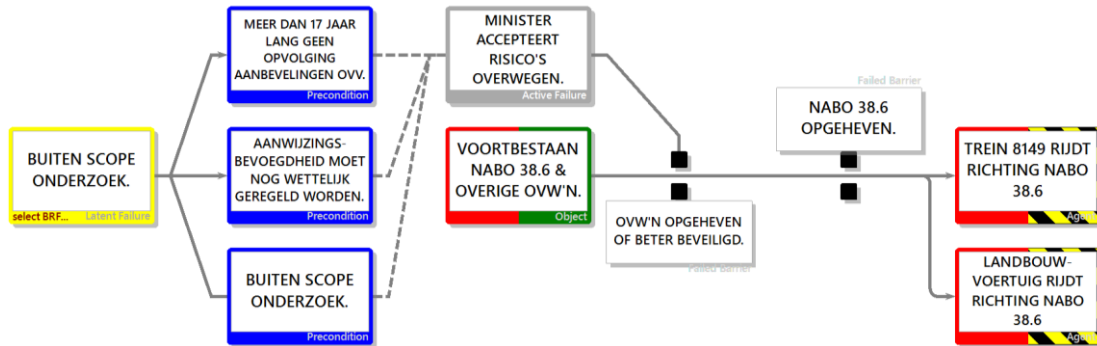 MEER DAN 17 JAAR
LANG GEEN
OPVOLGING
AANBEVELINGEN OVV.
Precondition
MINISTER
ACCEPTEERT
RISICO'S
OVERWEGEN.
Active Failure
Failed Barrier
NABO 38.6
OPGEHEVEN.
BUITEN SCOPE
ONDERZOEK.
select BRF... Latent Failure
AANWIJZINGS-
BEVOEGDHEID MOET
NOG WETTELIJK
GEREGELD WORDEN.
Precondition
VOORTBESTAAN
NABO 38.6 &
OVERIGE OVW'N.
Object
TREIN 8149 RIJDT
RICHTING NABO
38.6
Agent
OVW'N OPGEHEVEN
OF BETER BEVEILIGD.
Failed Barrier
BUITEN SCOPE
ONDERZOEK.
Precondition
LANDBOUW-
VOERTUIG RIJDT
RICHTING NABO
38.6
Agent